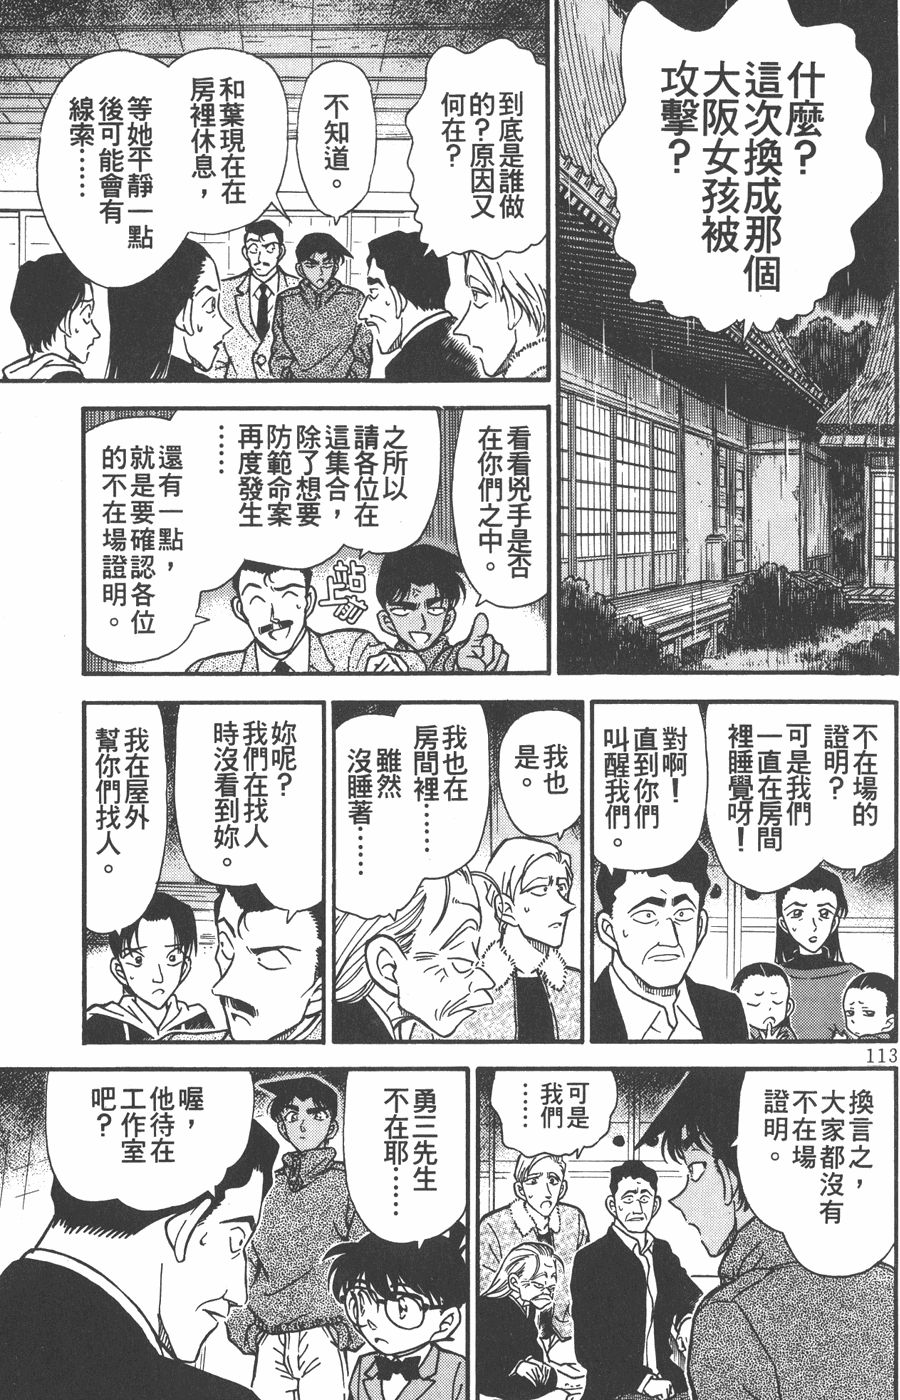 什麼?
這次換成那個
大阪女孩被
攻擊?
到底是誰做
的?原因又
何在?
不知道。
和葉現在在
房裡休息,
等她平靜一點
後可能會有
線索……
看看兇手是否
在你們之中。
之所以
請各位在
這集合,
除了想要
防範命案
再度發生
……
還有一點,
就是要確認各位
的不在場證明。
不在場的
證明?
可是我們
一直在房間
裡睡覺呀!
對啊!
直到你們
叫醒我們。
我也
是。
我也在
房間裡……
雖然
沒睡著……
妳呢?
我們在找人
時沒看到妳。
我在屋外
幫你們找人。
113
換言之,
大家都沒有
不在場
證明。
可是
我們
……
勇三先生
不在耶……
喔,
他待在
工作室
吧?